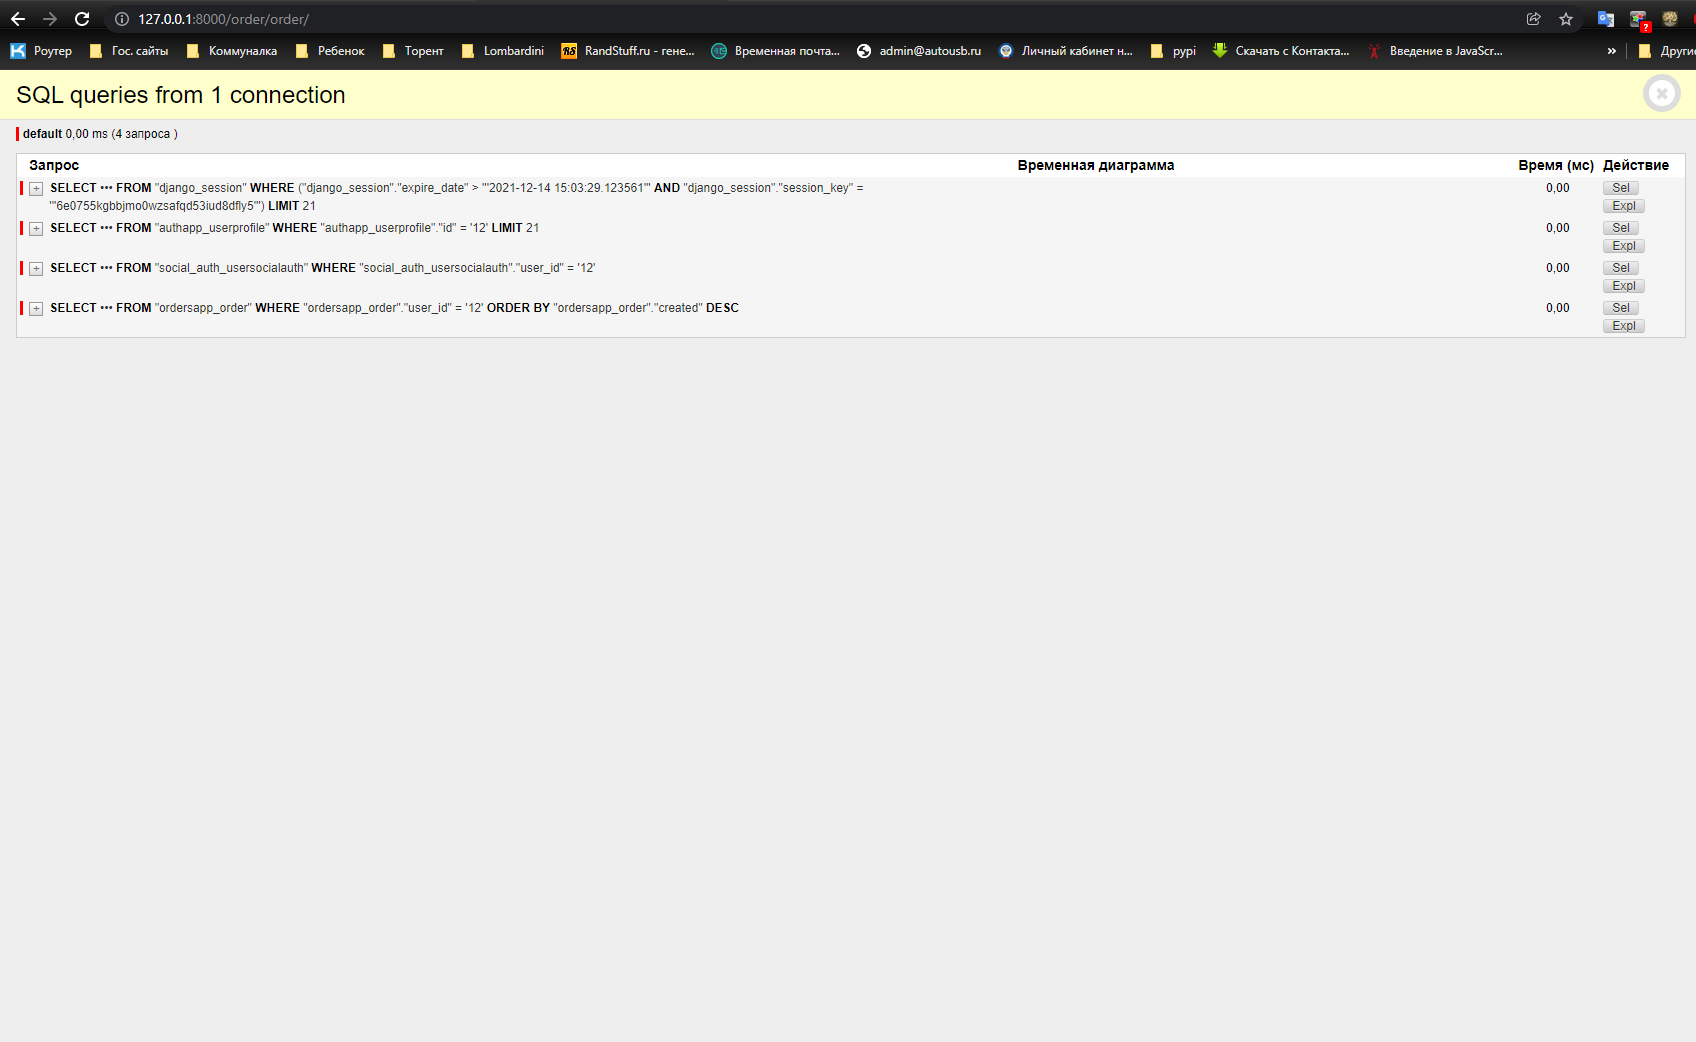 127.0.0.1:8000/order/order/
Роутер Гос. сайты Коммуналка Ребенок Торент Lombardini RandStuff.ru - гене... Временная почта... admin@autousb.ru Личный кабинет н... pypi Скачать с Контакта... Введение в JavaScr... » Другие
SQL queries from 1 connection
default 0,00 ms (4 запроса )
Запрос Временная диаграмма Время (мс) Действие
+ SELECT ••• FROM "django_session" WHERE ("django_session"."expire_date" > '''2021-12-14 15:03:29.123561''' AND "django_session"."session_key" = 0,00 Sel
'''6e0755kgbbjmo0wzsafqd53iud8dfly5''') LIMIT 21 Expl
+ SELECT ••• FROM "authapp_userprofile" WHERE "authapp_userprofile"."id" = '12' LIMIT 21 0,00 Sel
Expl
+ SELECT ••• FROM "social_auth_usersocialauth" WHERE "social_auth_usersocialauth"."user_id" = '12' 0,00 Sel
Expl
+ SELECT ••• FROM "ordersapp_order" WHERE "ordersapp_order"."user_id" = '12' ORDER BY "ordersapp_order"."created" DESC 0,00 Sel
Expl